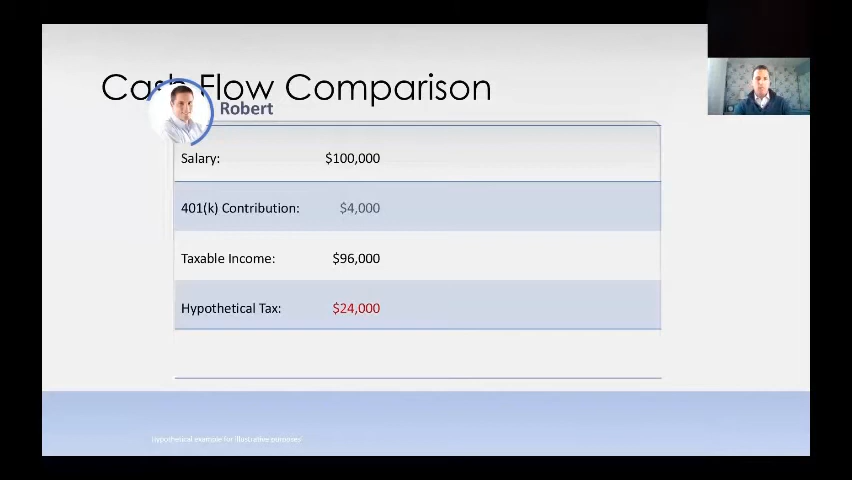 Cash Flow Comparison
Robert
Salary: $100,000
401(k) Contribution: $4,000
Taxable Income: $96,000
Hypothetical Tax: $24,000
Hypothetical example for illustrative purposes